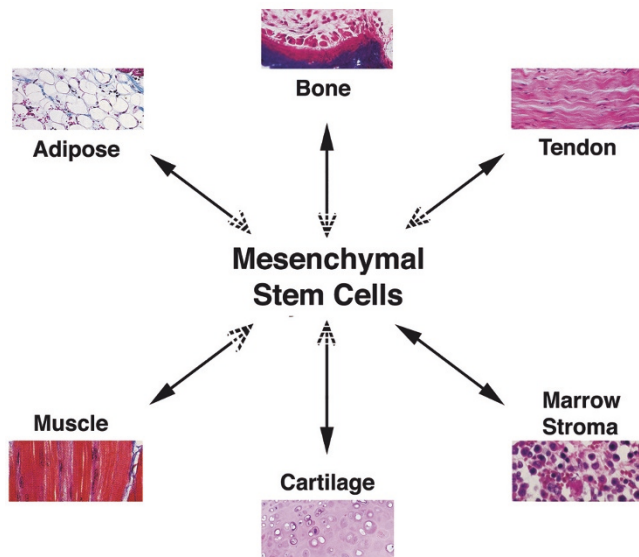 Bone
Adipose
Tendon
Mesenchymal
Stem Cells
Muscle
Marrow
Stroma
Cartilage